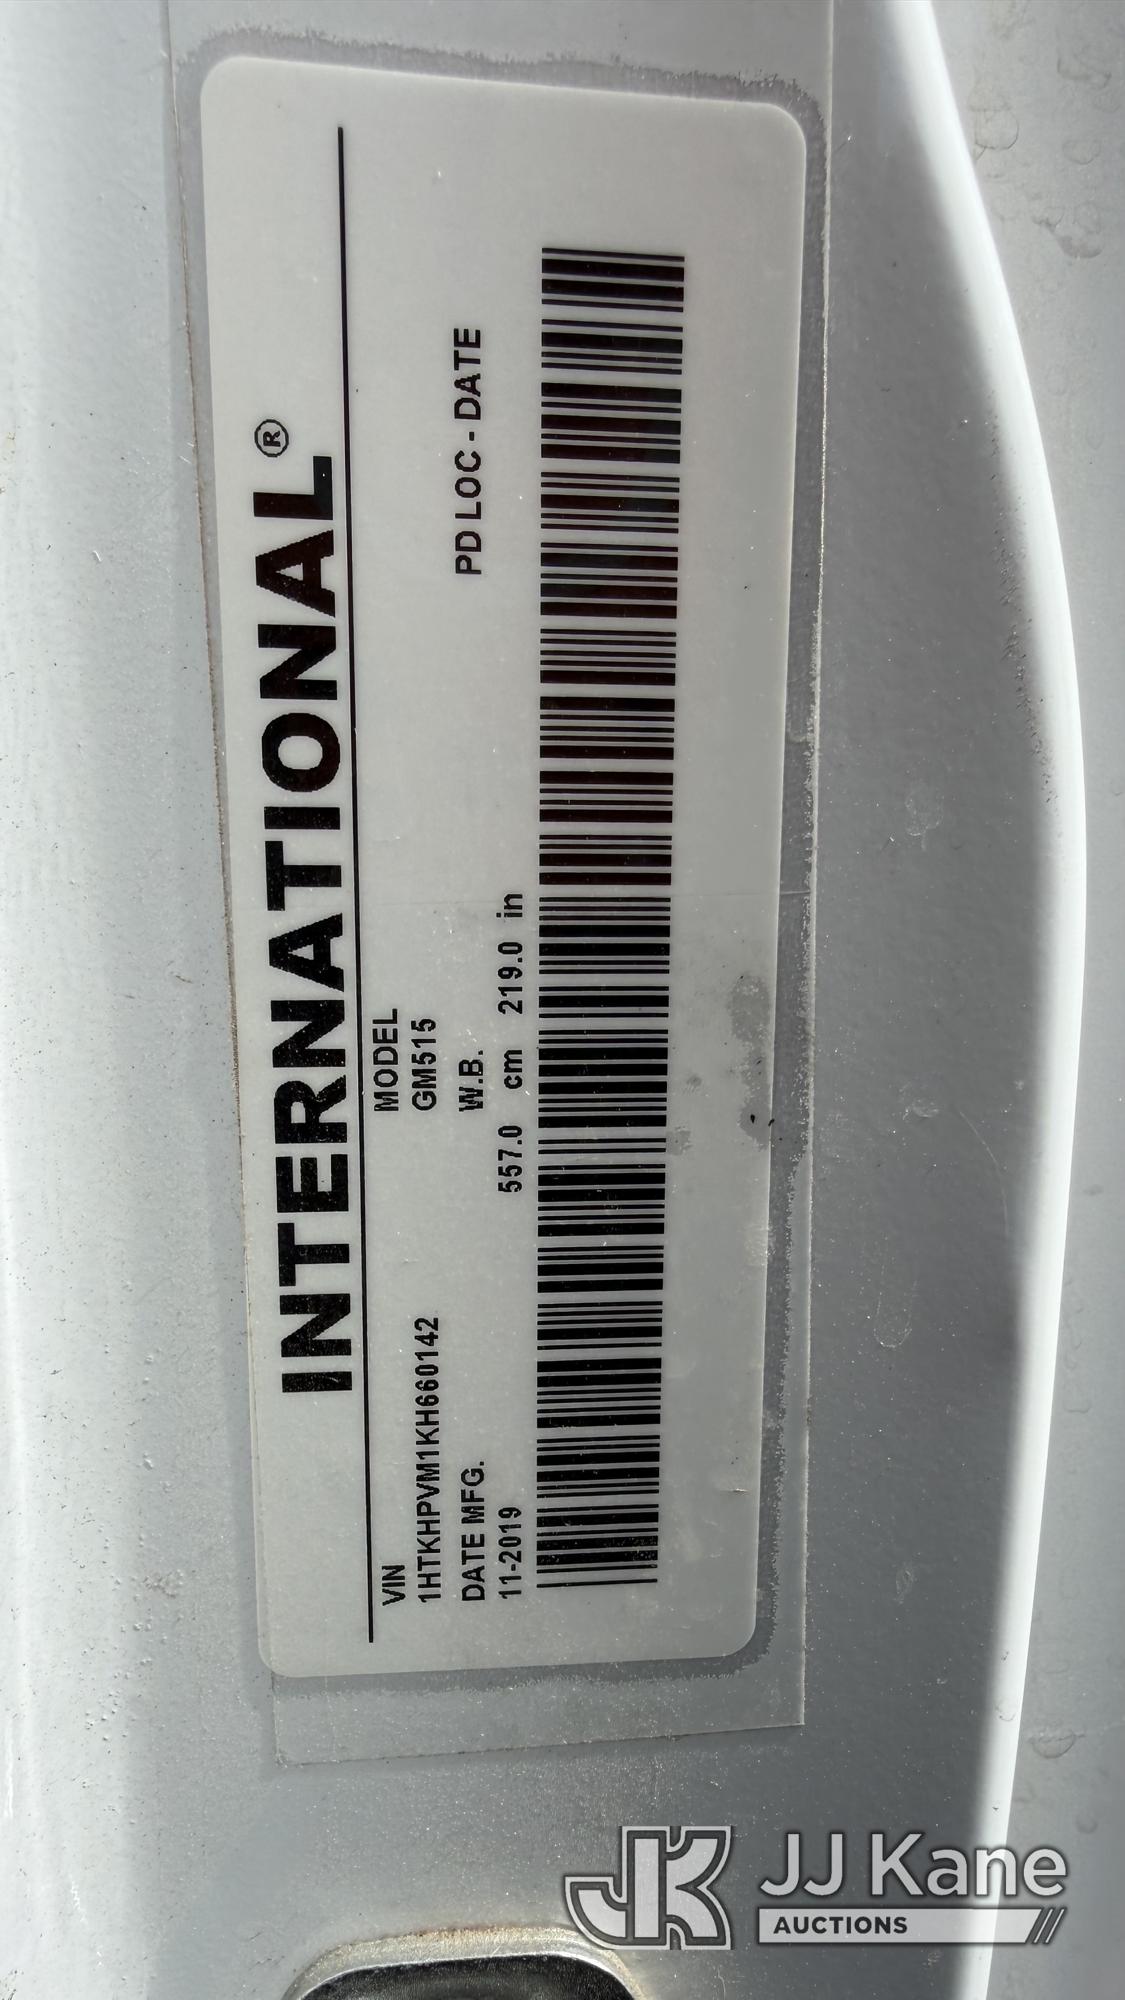 INTERNATIONAL®
VIN MODEL
1HTKHPVM1KH660142 GM515
DATE MFG. W.B. PD LOC - DATE
11-2019 557.0 cm 219.0 in
JK JJ Kane
AUCTIONS